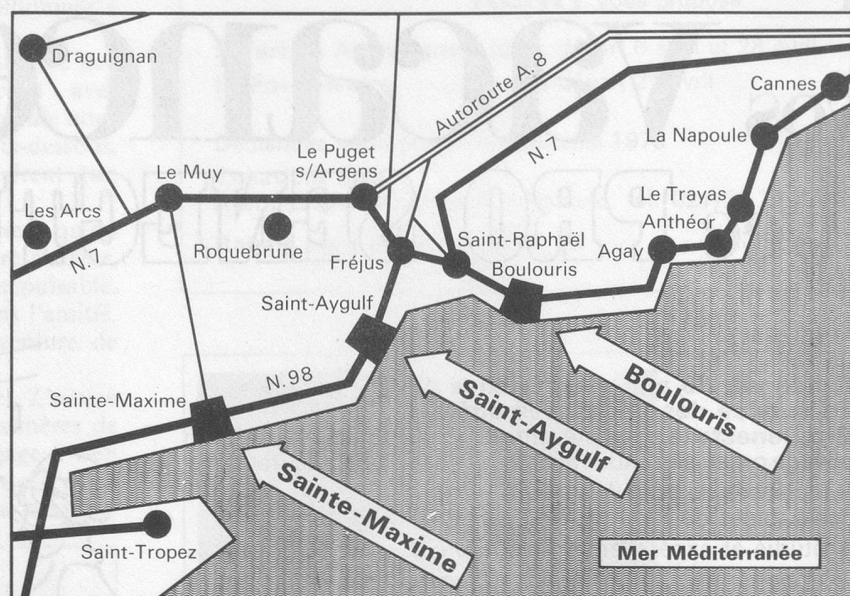 Draguignan
Autoroute A.8
Cannes
La Napoule
N.7
Le Puget
s/Argens
Le Muy
Le Trayas
Anthéor
Les Arcs
Roquebrune
Fréjus
Saint-Raphaël
Boulouris
Agay
N.7
Saint-Aygulf
N.98
Sainte-Maxime
Boulouris
Saint-Aygulf
Sainte-Maxime
Saint-Tropez
Mer Méditerranée